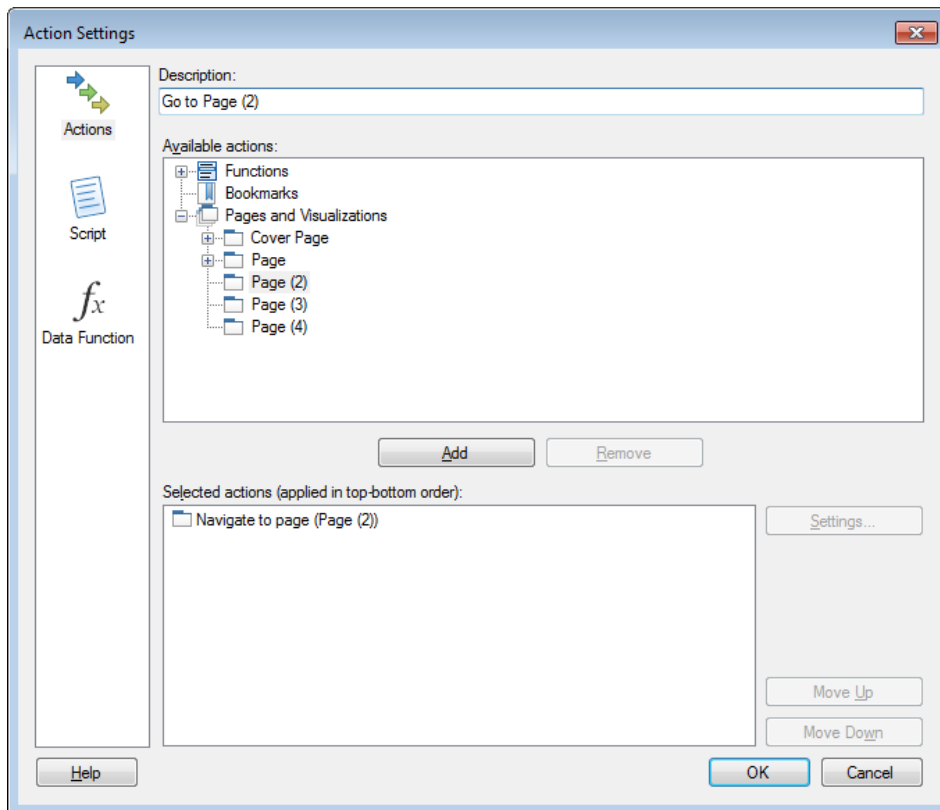 Action Settings
Actions
Script
fx
Data Function
Description:
Go to Page (2)
Available actions:
Functions
Bookmarks
Pages and Visualizations
Cover Page
Page
Page (2)
Page (3)
Page (4)
Add
Remove
Selected actions (applied in top-bottom order):
Navigate to page (Page (2))
Settings...
Move Up
Move Down
Help
OK
Cancel